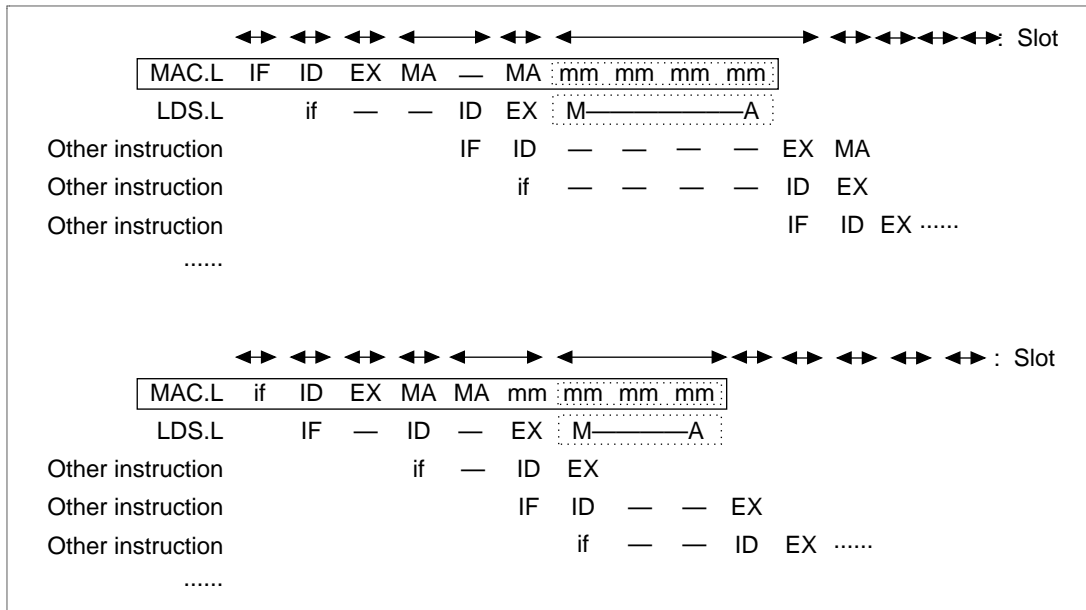 : Slot
MAC.L IF ID EX MA — MA mm mm mm mm
LDS.L if — — ID EX M————A
Other instruction IF ID — — — — EX MA
Other instruction if — — — — ID EX
Other instruction IF ID EX ······
······
: Slot
MAC.L if ID EX MA MA mm mm mm mm
LDS.L IF — ID — EX M———A
Other instruction if — ID EX
Other instruction IF ID — — EX
Other instruction if — — ID EX ······
······